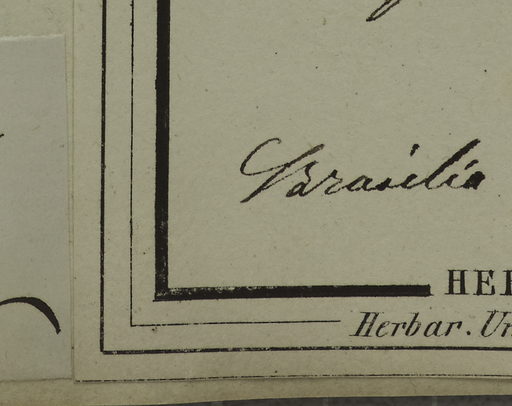 Brasilia
HE
Herbar. Un